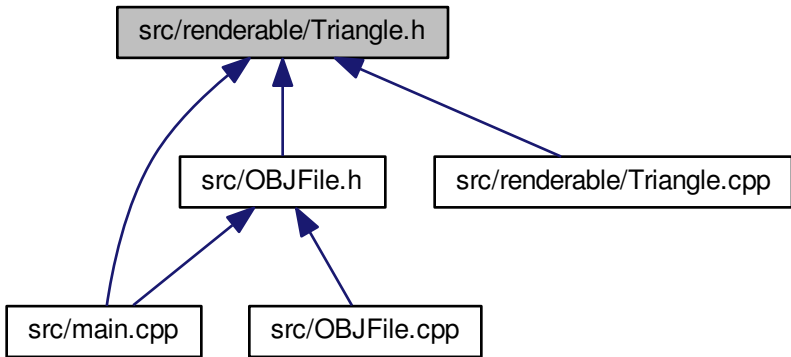 src/renderable/Triangle.h
src/OBJFile.h
src/renderable/Triangle.cpp
src/main.cpp
src/OBJFile.cpp